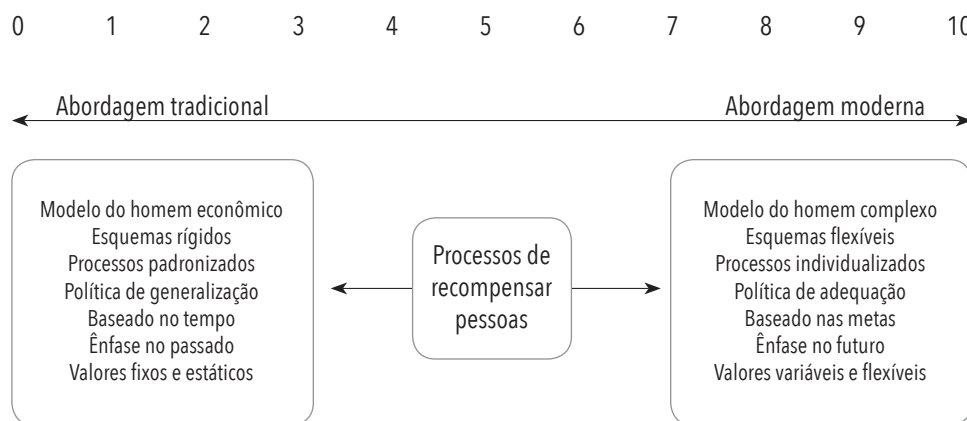 0 1 2 3 4 5 6 7 8 9 10
Abordagem tradicional
Abordagem moderna
Modelo do homem econômico
Esquemas rígidos
Processos padronizados
Política de generalização
Baseado no tempo
Ênfase no passado
Valores fixos e estáticos
Processos de
recompensar
pessoas
Modelo do homem complexo
Esquemas flexíveis
Processos individualizados
Política de adequação
Baseado nas metas
Ênfase no futuro
Valores variáveis e flexíveis